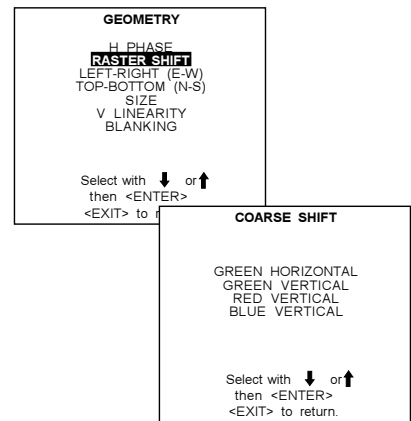 GEOMETRY
H PHASE
RASTER SHIFT
LEFT-RIGHT (E-W)
TOP-BOTTOM (N-S)
SIZE
V LINEARITY
BLANKING
Select with ⬇ or⬆
then <ENTER>
<EXIT> to
COARSE SHIFT
GREEN HORIZONTAL
GREEN VERTICAL
RED VERTICAL
BLUE VERTICAL
Select with ⬇ or⬆
then <ENTER>
<EXIT> to return.